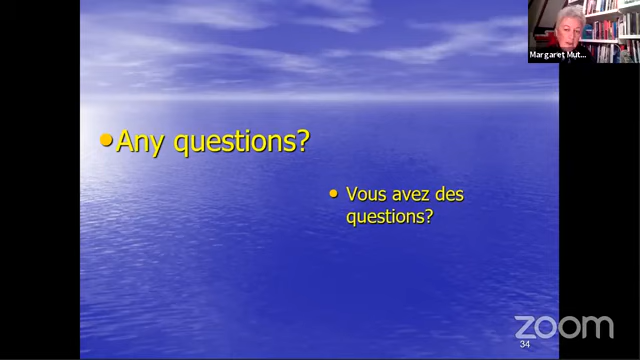 Margaret Mut...
•Any questions?
• Vous avez des
questions?
zoom
34